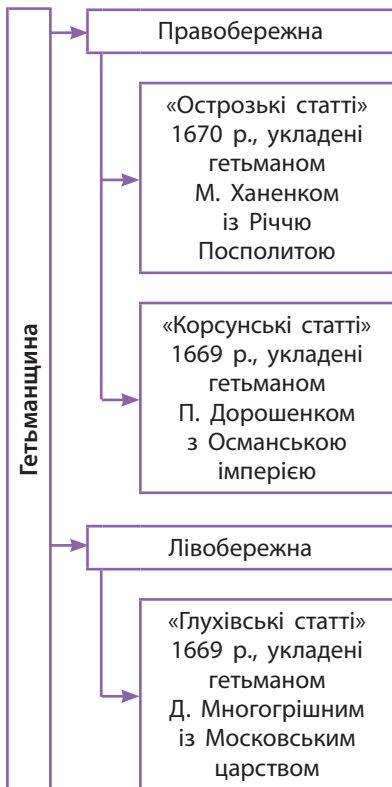 Гетьманщина
Правобережна
«Острозькі статті»
1670 р., укладені
гетьманом
М. Ханенком
із Річчю
Посполитою
«Корсунські статті»
1669 р., укладені
гетьманом
П. Дорошенком
з Османською
імперією
Лівобережна
«Глухівські статті»
1669 р., укладені
гетьманом
Д. Многогрішним
із Московським
царством